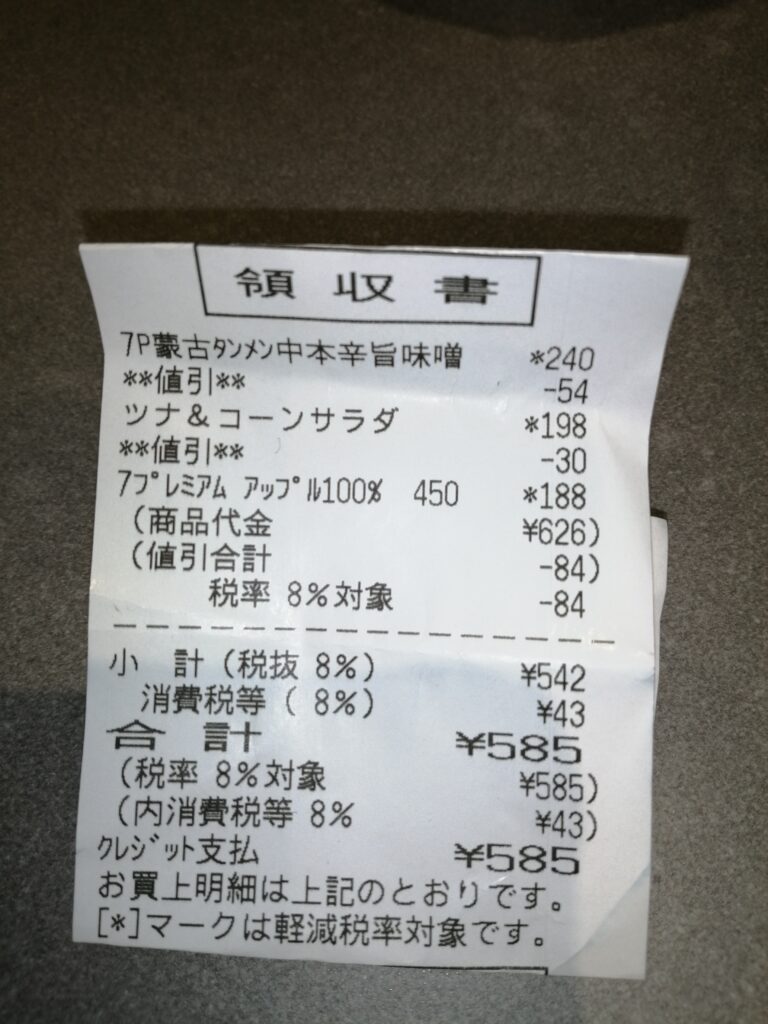 領収書
7P蒙古ﾀﾝﾒﾝ中本辛旨味噌 *240
**値引** -54
ツナ＆コーンサラダ *198
**値引** -30
7ﾌﾟﾚﾐｱﾑ ｱｯﾌﾟﾙ100% 450 *188
(商品代金 ¥626)
(値引合計 -84)
税率 8%対象 -84
小 計(税抜 8%) ¥542
消費税等( 8%) ¥43
合 計 ¥585
(税率 8%対象 ¥585)
(内消費税等 8% ¥43)
ｸﾚｼﾞｯﾄ支払 ¥585
お買上明細は上記のとおりです。
[*]マークは軽減税率対象です。